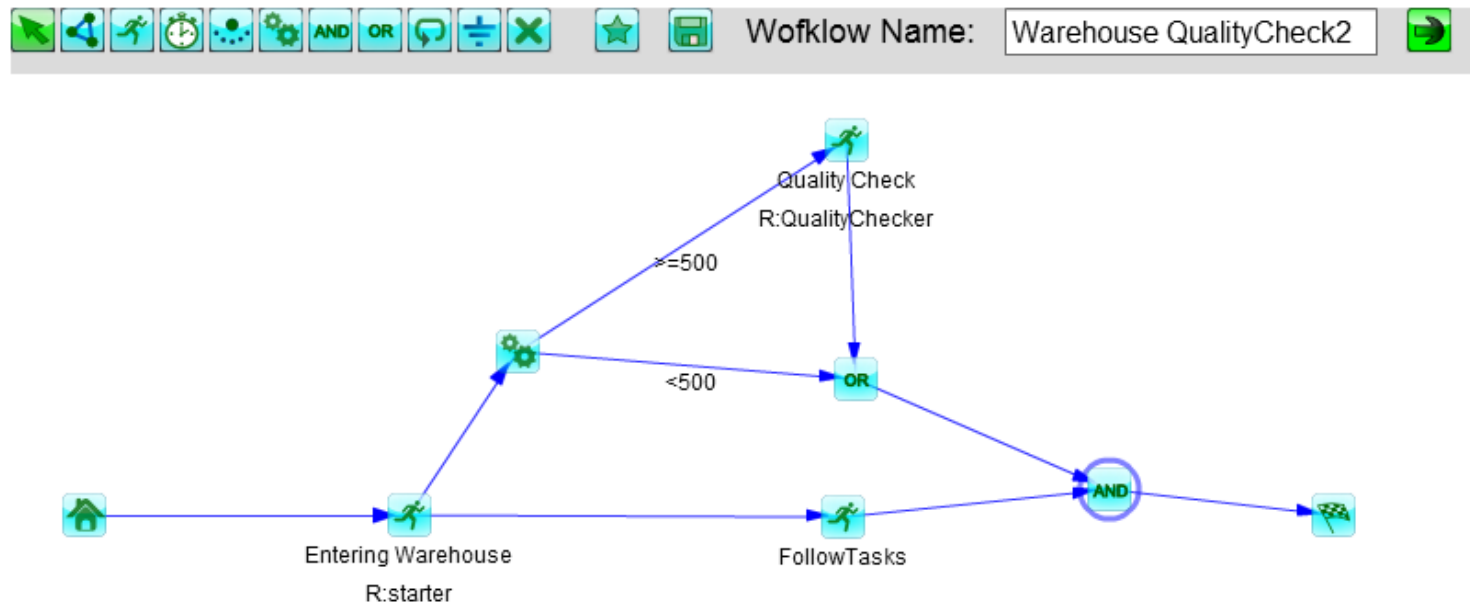 AND
OR
Wofklow Name:
Warehouse QualityCheck2
Quality Check
R:QualityChecker
>=500
<500
OR
AND
Entering Warehouse
R:starter
FollowTasks